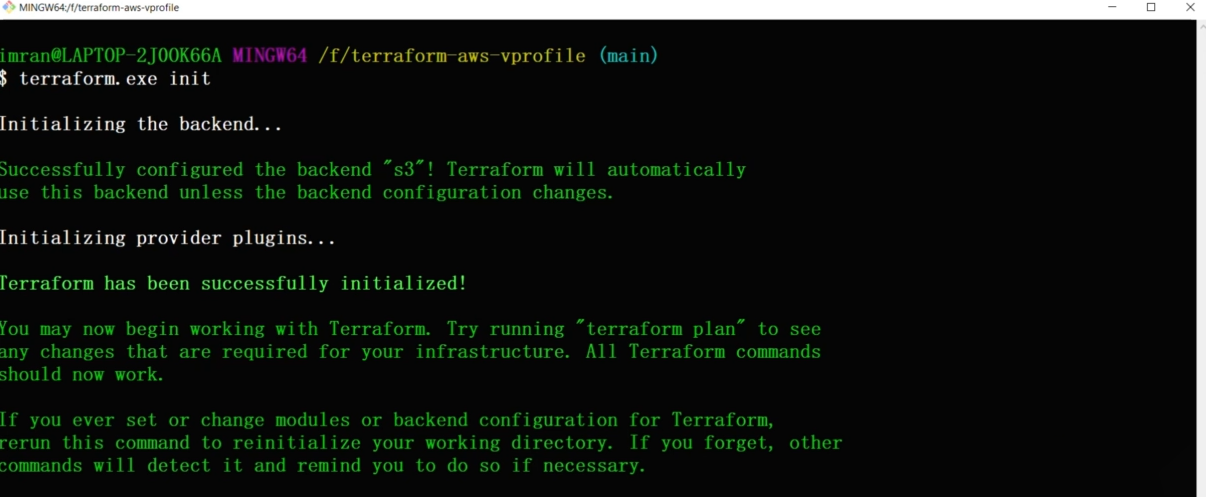 MINGW64:/f/terraform-aws-vprofile
imran@LAPTOP-2JOOK66A MINGW64 /f/terraform-aws-vprofile (main)
$ terraform.exe init
Initializing the backend...
Successfully configured the backend "s3"! Terraform will automatically
use this backend unless the backend configuration changes.
Initializing provider plugins...
Terraform has been successfully initialized!
You may now begin working with Terraform. Try running "terraform plan" to see
any changes that are required for your infrastructure. All Terraform commands
should now work.
If you ever set or change modules or backend configuration for Terraform,
rerun this command to reinitialize your working directory. If you forget, other
commands will detect it and remind you to do so if necessary.